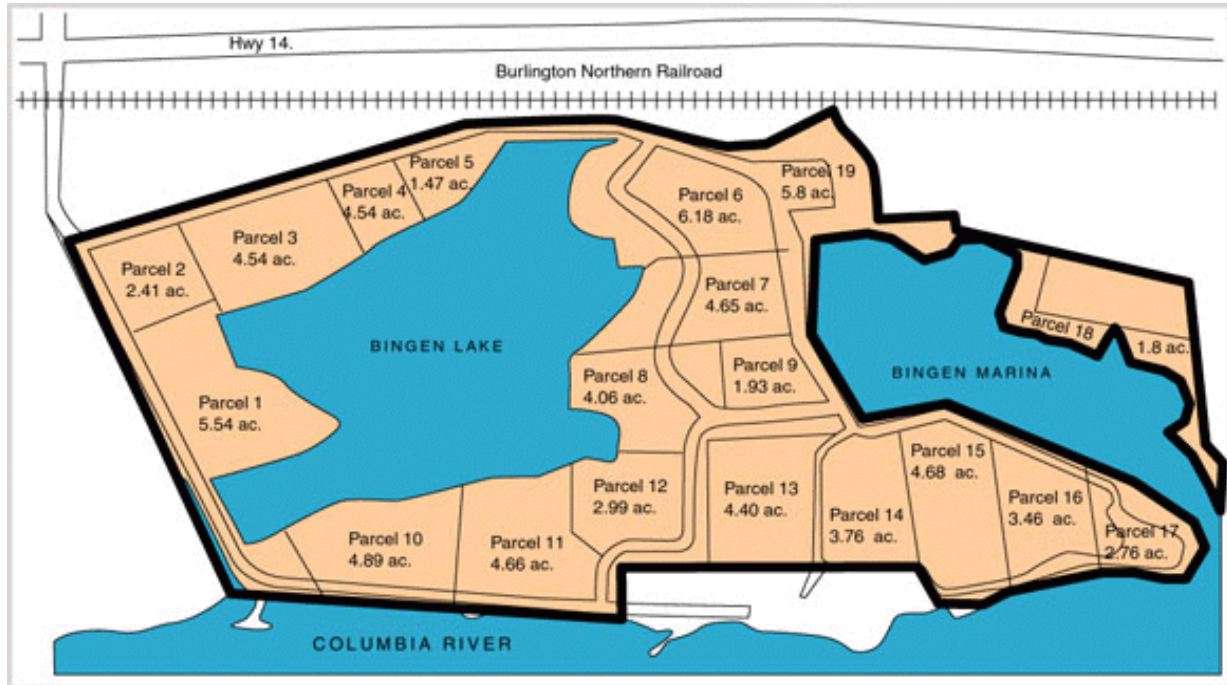 Hwy 14.
Burlington Northern Railroad
Parcel 5
1.47 ac.
Parcel 4
4.54 ac.
Parcel 3
4.54 ac.
Parcel 2
2.41 ac.
Parcel 1
5.54 ac.
BINGEN LAKE
Parcel 6
6.18 ac.
Parcel 19
5.8 ac.
Parcel 7
4.65 ac.
Parcel 8
4.06 ac.
Parcel 9
1.93 ac.
Parcel 18
1.8 ac.
BINGEN MARINA
Parcel 10
4.89 ac.
Parcel 11
4.66 ac.
Parcel 12
2.99 ac.
Parcel 13
4.40 ac.
Parcel 14
3.76 ac.
Parcel 15
4.68 ac.
Parcel 16
3.46 ac.
Parcel 17
2.76 ac.
COLUMBIA RIVER